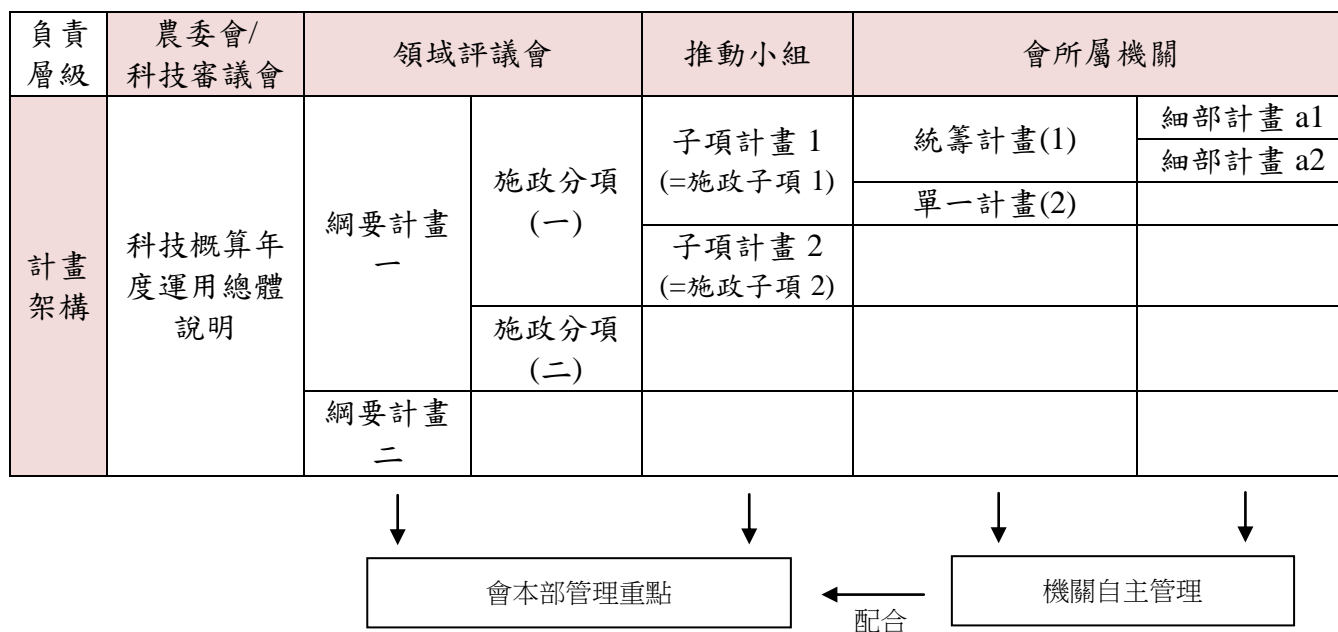 負責
層級
農委會/
科技審議會
領域評議會
推動小組
會所屬機關
計畫
架構
科技概算年
度運用總體
說明
綱要計畫
一
施政分項
(一)
子項計畫 1
(=施政子項 1)
統籌計畫(1)
細部計畫 a1
細部計畫 a2
單一計畫(2)
子項計畫 2
(=施政子項 2)
施政分項
(二)
綱要計畫
二
會本部管理重點
配合
機關自主管理